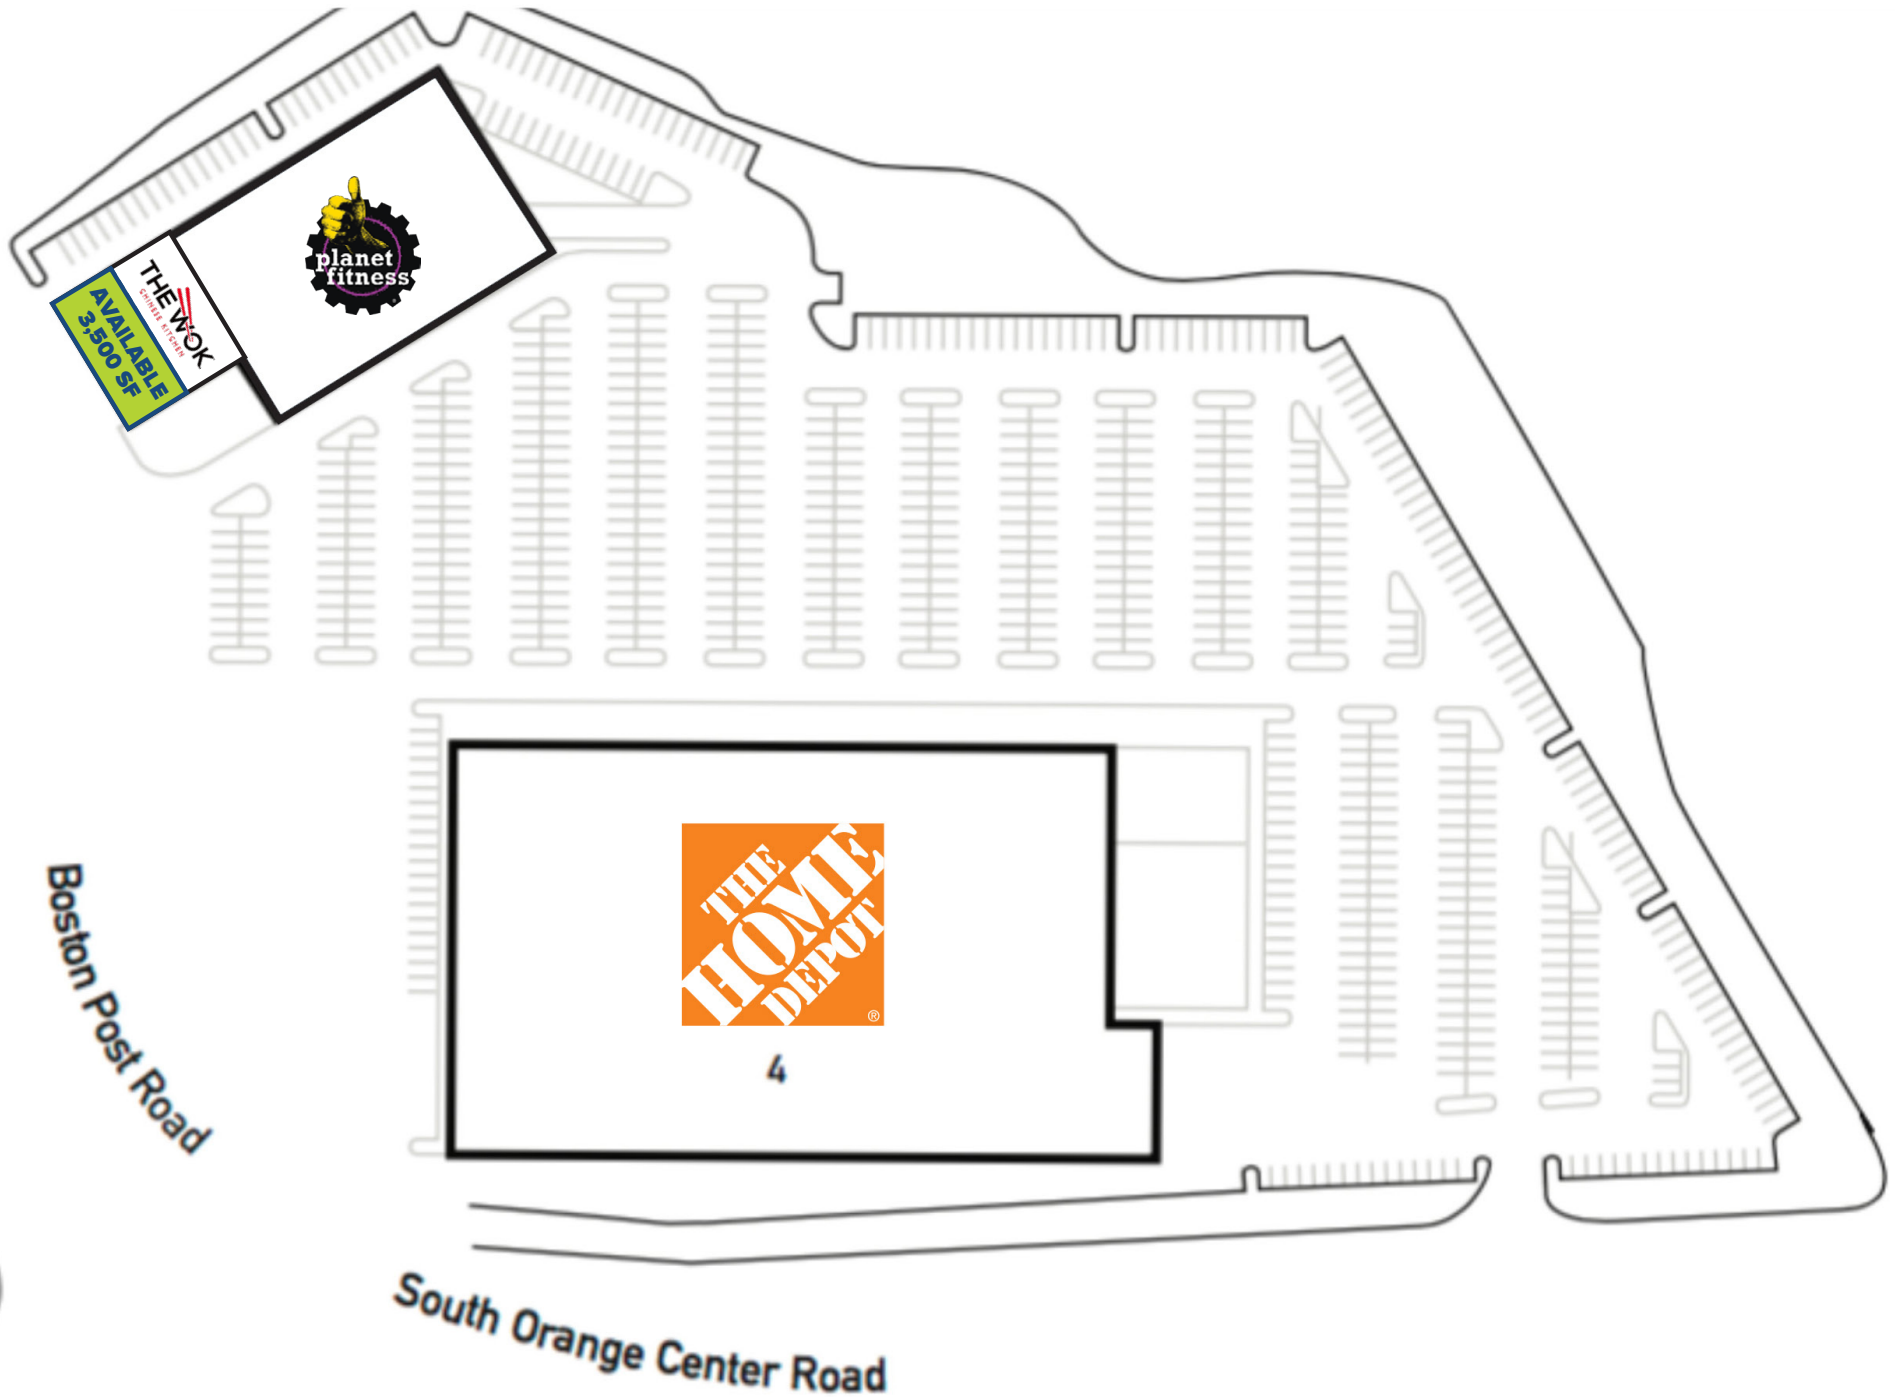 planet
fitness
THE WOK
CHINESE KITCHEN
AVAILABLE
3,500 SF
THE
HOME
DEPOT
®
4
Boston Post Road
South Orange Center Road